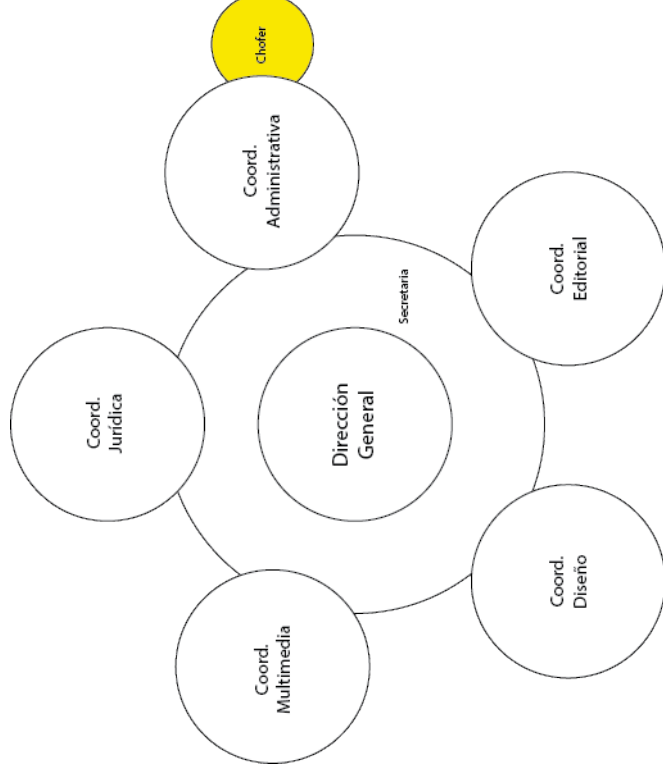 Coord.
Jurídica
Coord.
Multimedia
Coord.
Administrativa
Chofer
Dirección
General
Secretaria
Coord.
Diseño
Coord.
Editorial